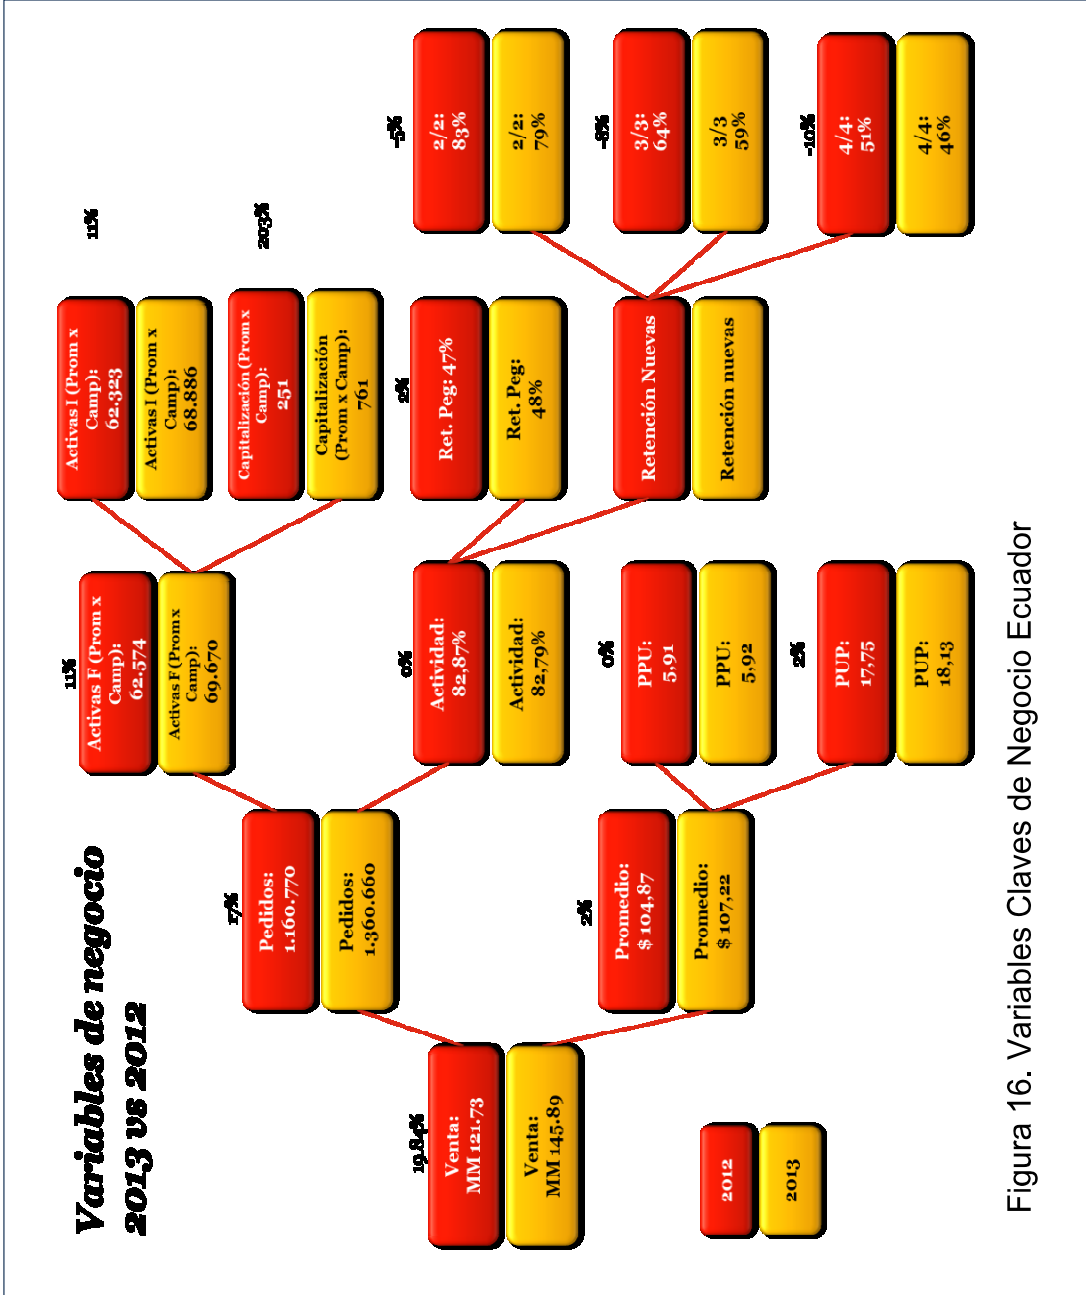 Variables de negocio
2013 vs 2012
19.84%
Venta:
MM 121.73
Venta:
MM 145.89
2012
2013
17%
Pedidos:
1.160.770
Pedidos:
1.360.660
2%
Promedio:
$ 104,87
Promedio:
$ 107,22
11%
Activas F (Prom x
Camp):
62.574
Activas F (Prom x
Camp):
69.670
0%
Actividad:
82,87%
Actividad:
82,79%
0%
PPU:
5,91
PPU:
5,92
2%
PUP:
17,75
PUP:
18,13
11%
Activas I (Prom x
Camp):
62.323
Activas I (Prom x
Camp):
68.886
203%
Capitalización (Prom x
Camp):
251
Capitalización
(Prom x Camp):
761
2%
Ret. Peg: 47%
Ret. Peg:
48%
Retención Nuevas
Retención nuevas
-5%
2/2:
83%
2/2:
79%
-8%
3/3:
64%
3/3
59%
-10%
4/4:
51%
4/4:
46%
Figura 16. Variables Claves de Negocio Ecuador